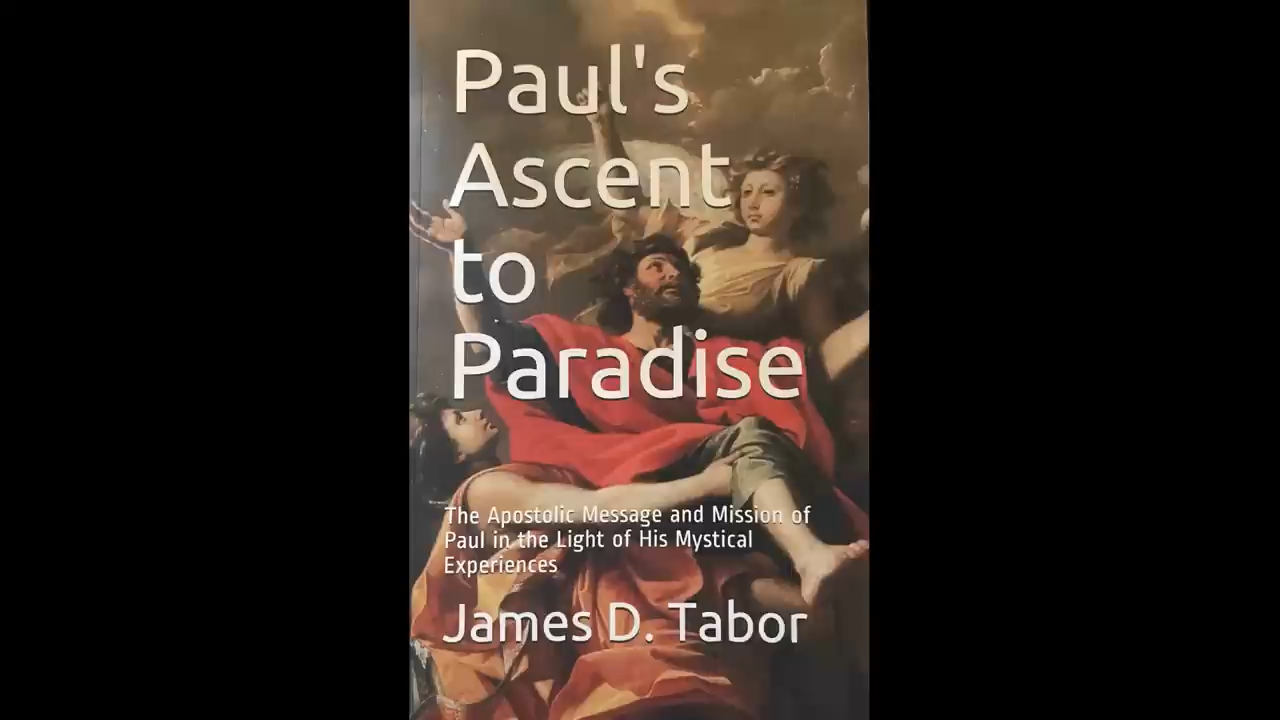 Paul's
Ascent
to
Paradise
The Apostolic Message and Mission of
Paul in the Light of His Mystical
Experiences
James D. Tabor